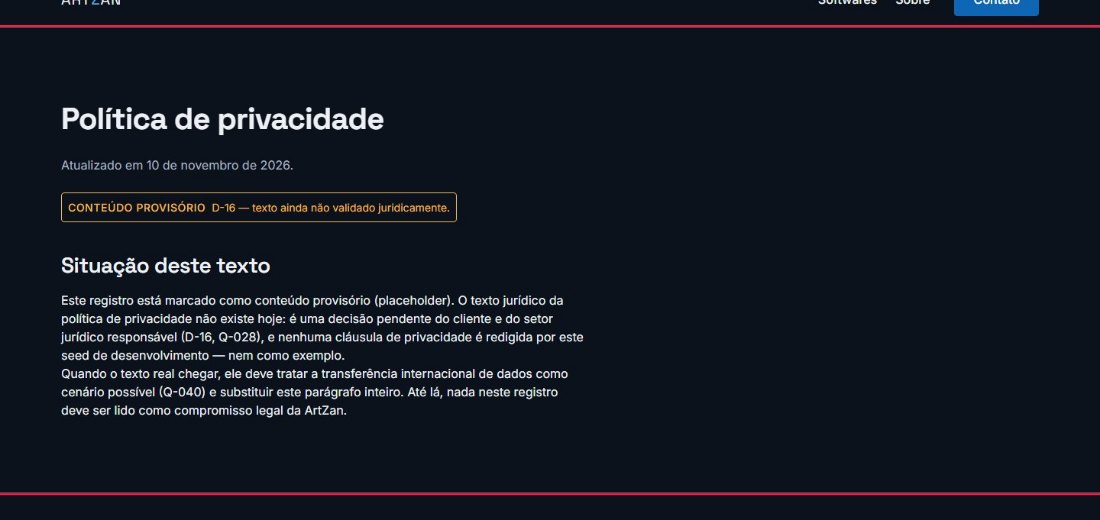 ARTZAN
Softwares Sobre Contato
Política de privacidade
Atualizado em 10 de novembro de 2026.
CONTEÚDO PROVISÓRIO D-16 — texto ainda não validado juridicamente.
Situação deste texto
Este registro está marcado como conteúdo provisório (placeholder). O texto jurídico da
política de privacidade não existe hoje: é uma decisão pendente do cliente e do setor
jurídico responsável (D-16, Q-028), e nenhuma cláusula de privacidade é redigida por este
seed de desenvolvimento — nem como exemplo.
Quando o texto real chegar, ele deve tratar a transferência internacional de dados como
cenário possível (Q-040) e substituir este parágrafo inteiro. Até lá, nada neste registro
deve ser lido como compromisso legal da ArtZan.